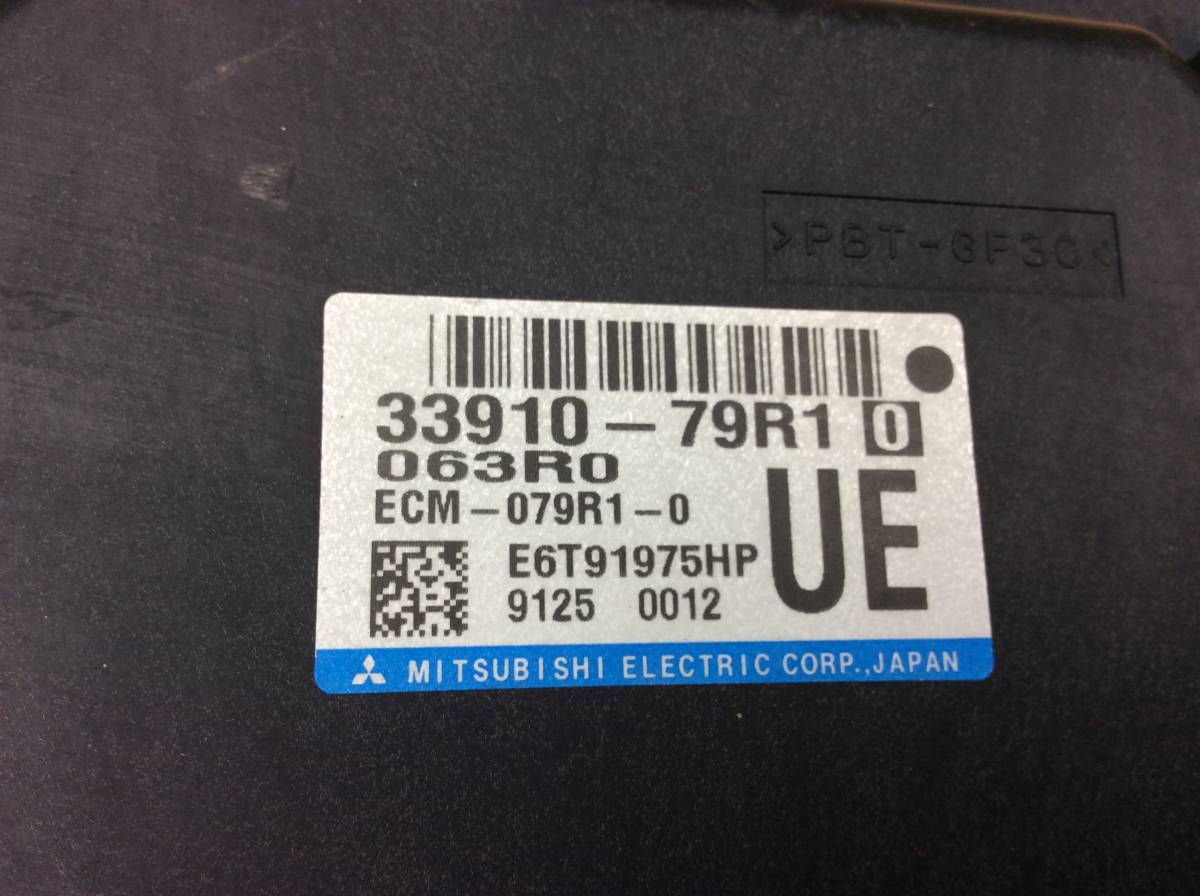 >PBT-GF30<
33910-79R1 0
063R0
ECM-079R1-0
UE
E6T91975HP
9125 0012
MITSUBISHI ELECTRIC CORP.,JAPAN